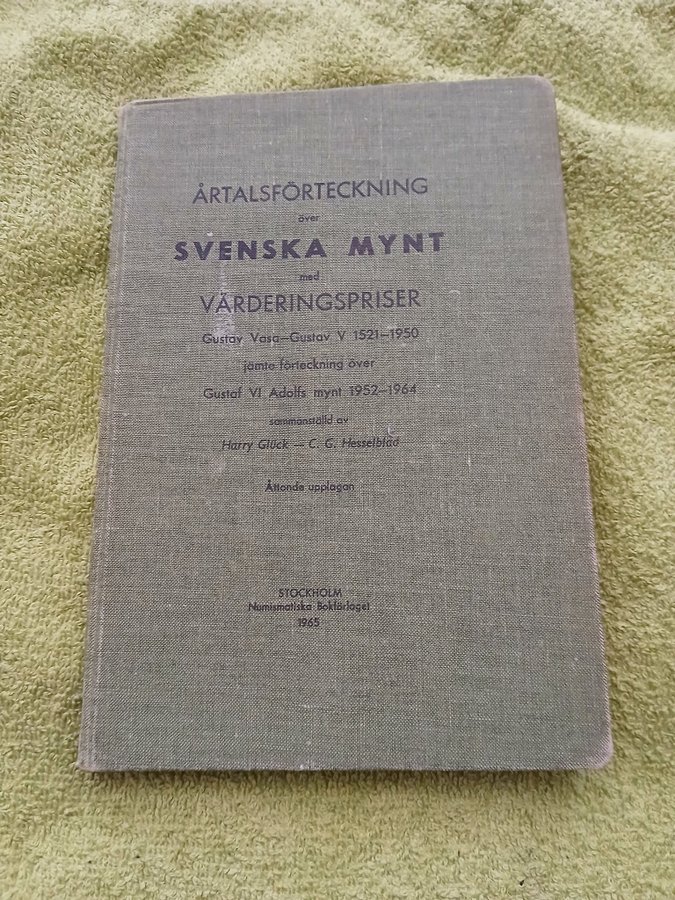 ÅRTALSFÖRTECKNING
över
SVENSKA MYNT
med
VÄRDERINGSPRISER
Gustav Vasa—Gustav V 1521—1950
jämte förteckning över
Gustaf VI Adolfs mynt 1952—1964
sammanställd av
Harry Glück — C. G. Hesselblad
Åttonde upplagan
STOCKHOLM
Numismatiska Bokförlaget
1965